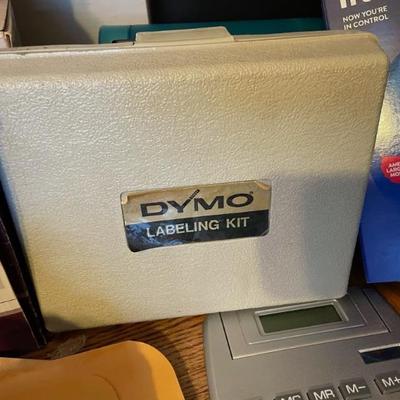 NOW YOU'RE
IN CONTROL
DYMO®
LABELING KIT
MC MR M- M+